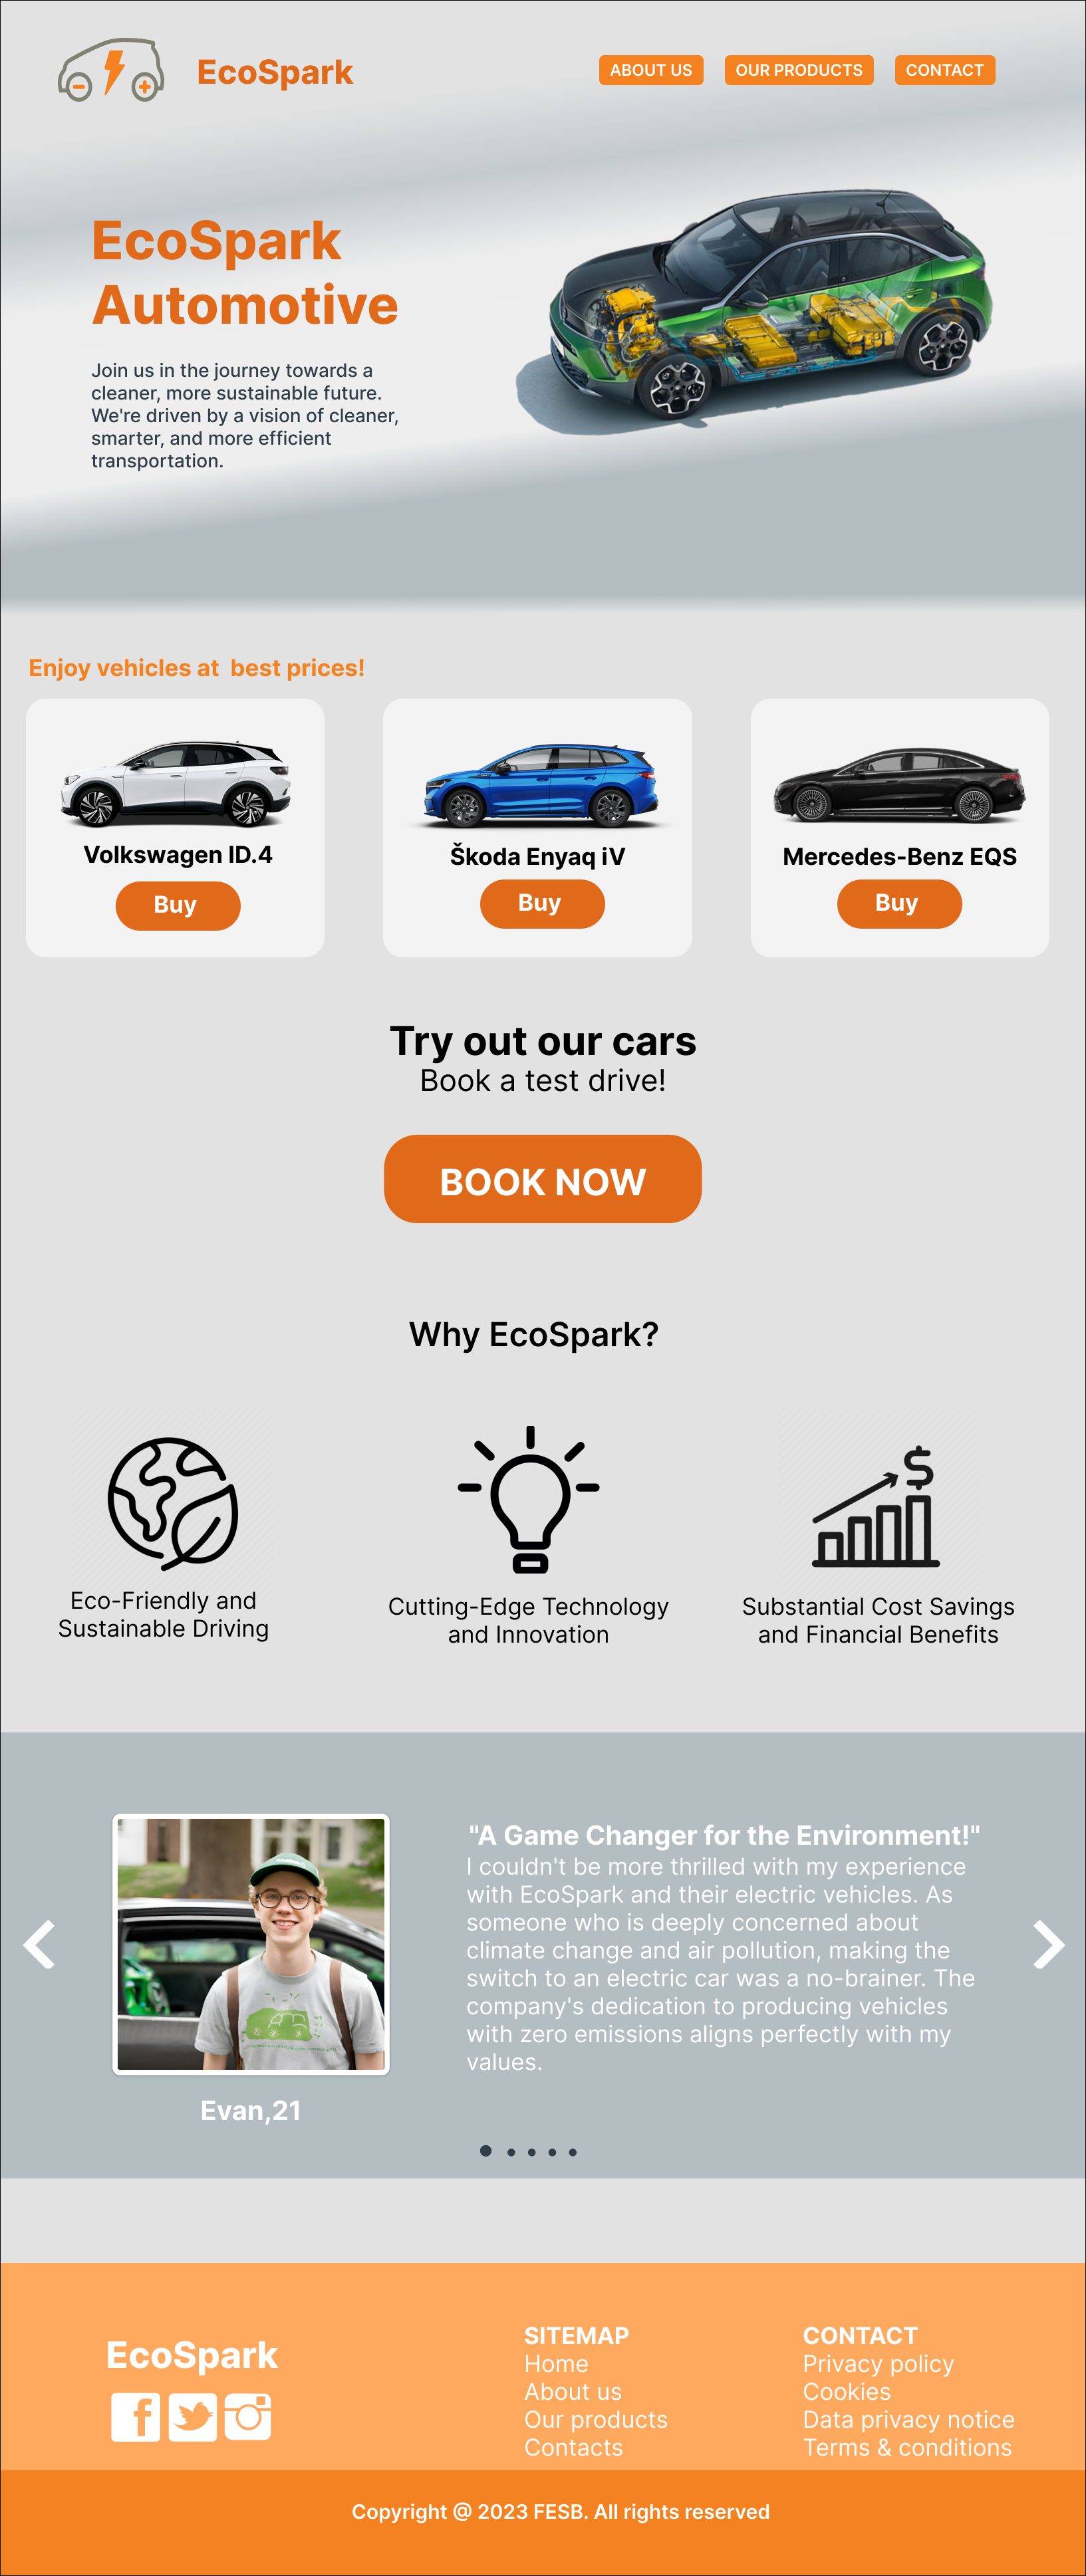 EcoSpark
ABOUT US
OUR PRODUCTS
CONTACT
EcoSpark
Automotive
Join us in the journey towards a
cleaner, more sustainable future.
We're driven by a vision of cleaner,
smarter, and more efficient
transportation.
Enjoy vehicles at  best prices!
Volkswagen ID.4
Buy
Škoda Enyaq iV
Buy
Mercedes-Benz EQS
Buy
Try out our cars
Book a test drive!
BOOK NOW
Why EcoSpark?
$
Eco-Friendly and
Sustainable Driving
Cutting-Edge Technology
and Innovation
Substantial Cost Savings
and Financial Benefits
"A Game Changer for the Environment!"
I couldn't be more thrilled with my experience
with EcoSpark and their electric vehicles. As
someone who is deeply concerned about
climate change and air pollution, making the
switch to an electric car was a no-brainer. The
company's dedication to producing vehicles
with zero emissions aligns perfectly with my
values.
Evan,21
EcoSpark
SITEMAP
Home
About us
Our products
Contacts
CONTACT
Privacy policy
Cookies
Data privacy notice
Terms & conditions
Copyright @ 2023 FESB. All rights reserved